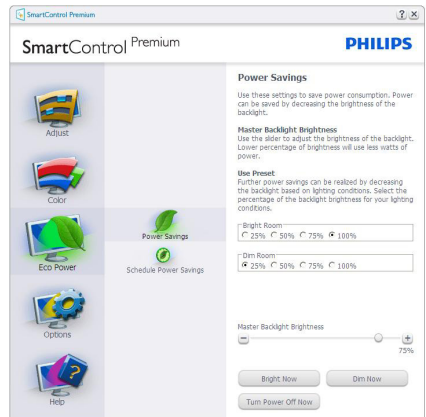 SmartControl Premium
SmartControl Premium
PHILIPS
Adjust
Color
Eco Power
Options
Help
Power Savings
Schedule Power Savings
Power Savings
Use these settings to save power consumption. Power
can be saved by decreasing the brightness of the
backlight.
Master Backlight Brightness
Use the slider to adjust the brightness of the backlight.
Lower percentage of brightness will use less watts of
power.
Use Preset
Further power savings can be realized by decreasing
the backlight based on lighting conditions. Select the
percentage of the backlight brightness for your lighting
conditions.
Bright Room
25% 50% 75% 100%
Dim Room
25% 50% 75% 100%
Master Backlight Brightness
75%
Bright Now Dim Now
Turn Power Off Now